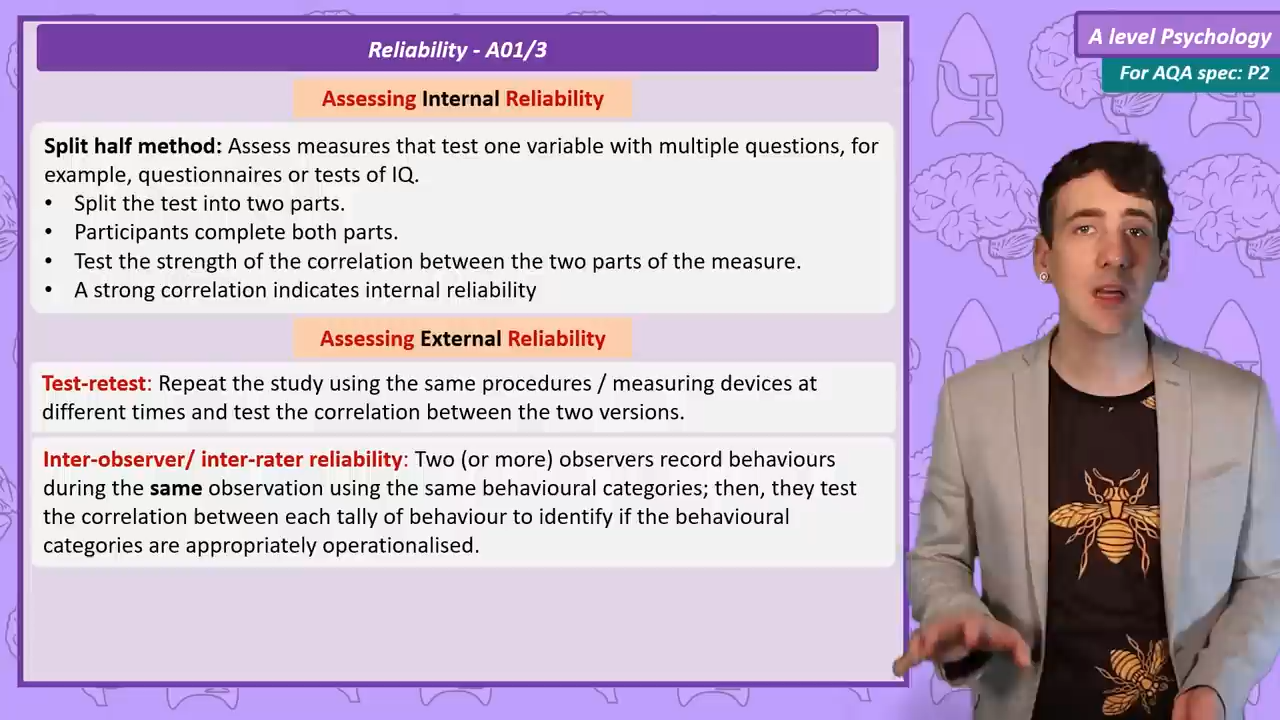 Reliability - A01/3
A level Psychology
For AQA spec: P2
Assessing Internal Reliability
Split half method: Assess measures that test one variable with multiple questions, for
example, questionnaires or tests of IQ.
• Split the test into two parts.
• Participants complete both parts.
• Test the strength of the correlation between the two parts of the measure.
• A strong correlation indicates internal reliability
Assessing External Reliability
Test-retest: Repeat the study using the same procedures / measuring devices at
different times and test the correlation between the two versions.
Inter-observer/ inter-rater reliability: Two (or more) observers record behaviours
during the same observation using the same behavioural categories; then, they test
the correlation between each tally of behaviour to identify if the behavioural
categories are appropriately operationalised.